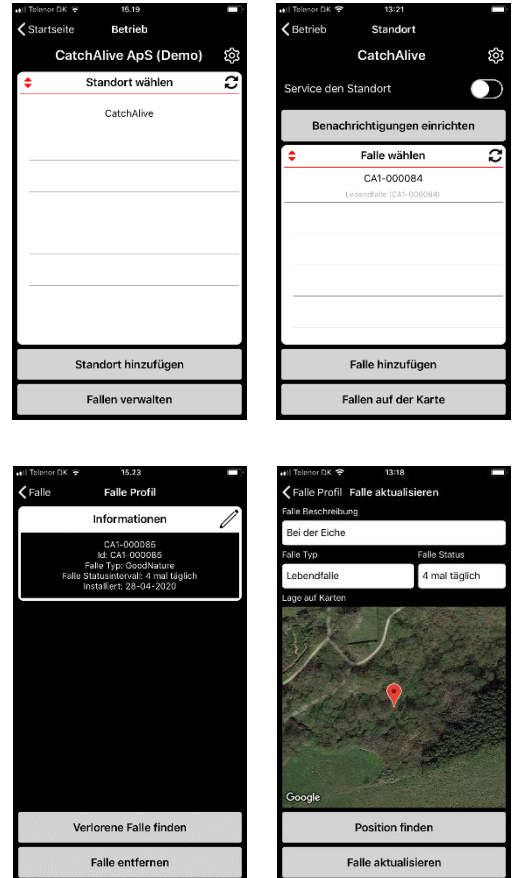 Telenor DK 15.19
Startseite Betrieb
CatchAlive ApS (Demo)
Standort wählen
CatchAlive
Standort hinzufügen
Fallen verwalten
Telenor DK 13:21
Betrieb Standort
CatchAlive
Service den Standort
Benachrichtigungen einrichten
Falle wählen
CA1-000084
Lebendfalle (CA1-000084)
Falle hinzufügen
Fallen auf der Karte
Telenor DK 15.23
Falle Falle Profil
Informationen
CA1-000085
Id: CA1-000085
Falle Typ: GoodNature
Falle Statusintervall: 4 mal täglich
Installiert: 28-04-2020
Verlorene Falle finden
Falle entfernen
Telenor DK 13:18
Falle Profil Falle aktualisieren
Falle Beschreibung
Bei der Eiche
Falle Typ Falle Status
Lebendfalle 4 mal täglich
Lage auf Karten
Google
Position finden
Falle aktualisieren